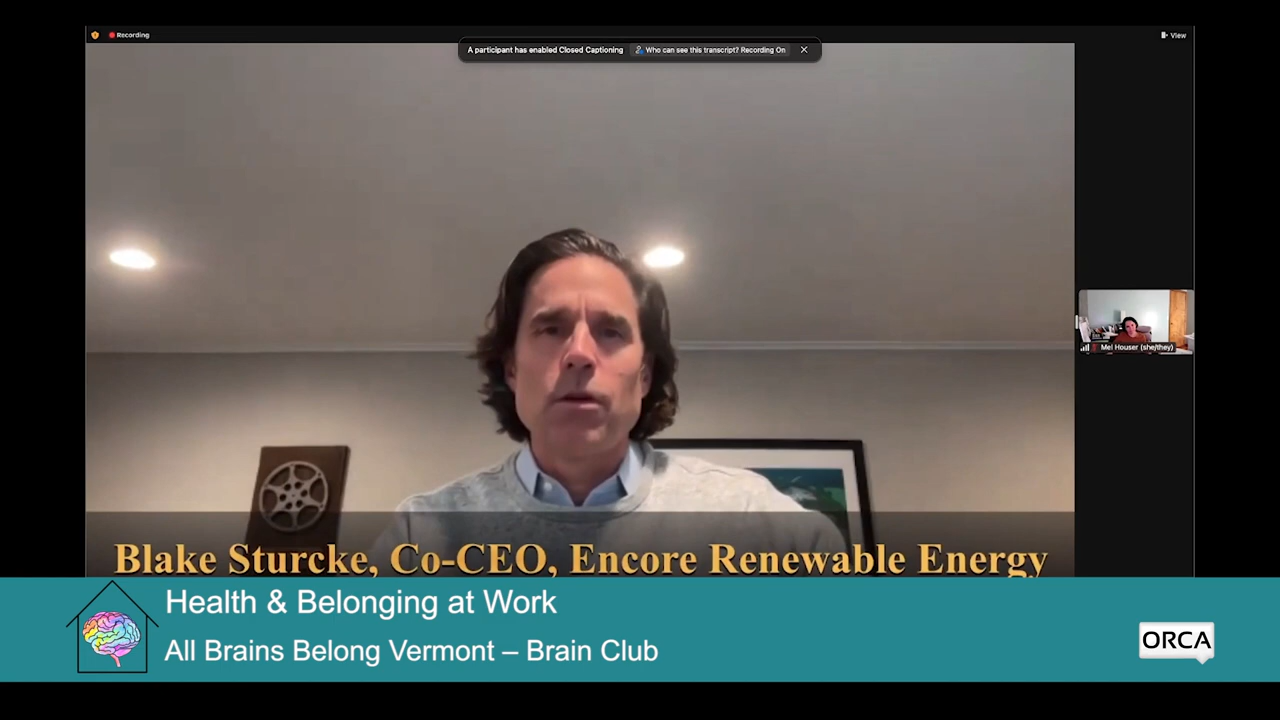 Recording
View
A participant has enabled Closed Captioning
Who can see this transcript? Recording On
Mel Houser (she/they)
Blake Sturcke, Co-CEO, Encore Renewable Energy
Health & Belonging at Work
All Brains Belong Vermont – Brain Club
ORCA